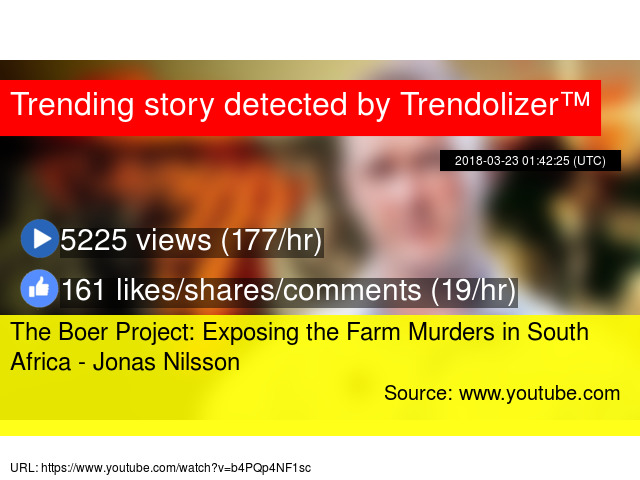 Trending story detected by Trendolizer™
2018-03-23 01:42:25 (UTC)
5225 views (177/hr)
161 likes/shares/comments (19/hr)
The Boer Project: Exposing the Farm Murders in South
Africa - Jonas Nilsson
Source: www.youtube.com
URL: https://www.youtube.com/watch?v=b4PQp4NF1sc